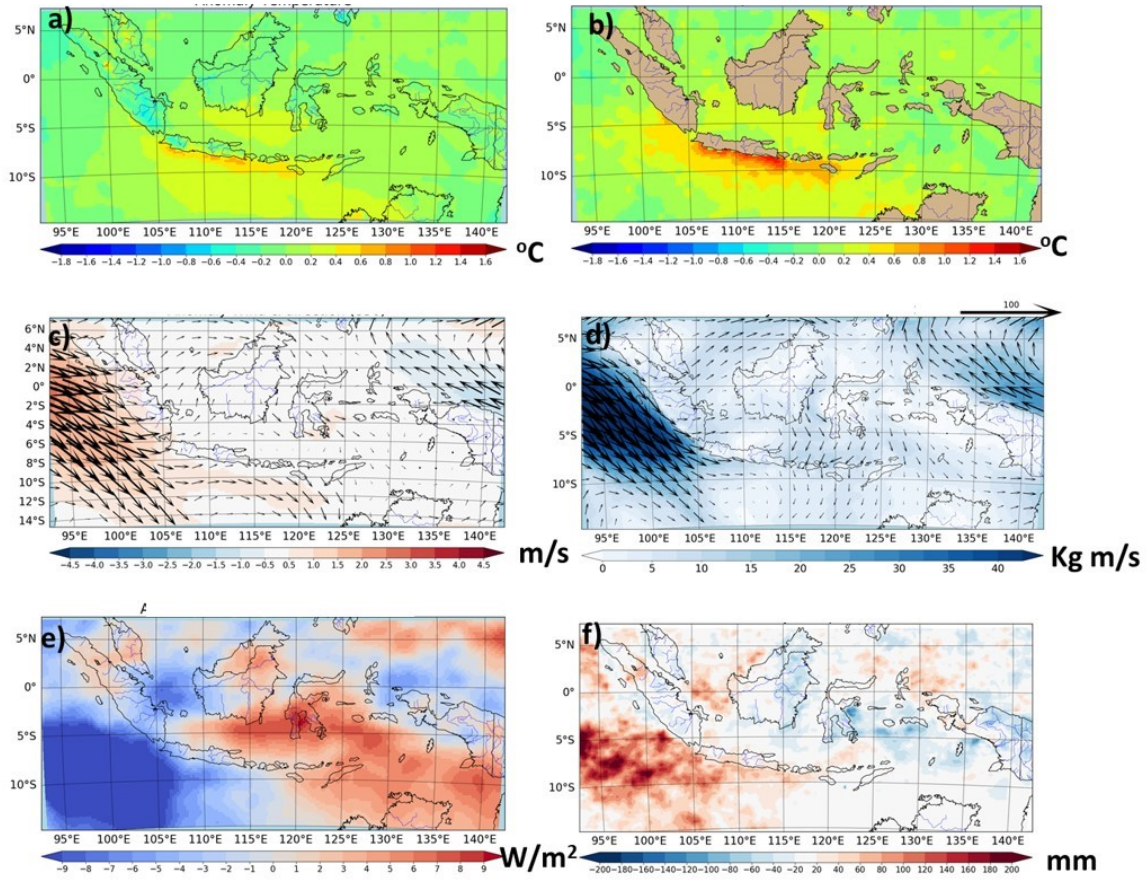 a)
5°N
0°
5°S
10°S
95°E 100°E 105°E 110°E 115°E 120°E 125°E 130°E 135°E 140°E
−1.8 −1.6 −1.4 −1.2 −1.0 −0.8 −0.6 −0.4 −0.2 0.0 0.2 0.4 0.6 0.8 1.0 1.2 1.4 1.6
°C
b)
5°N
0°
5°S
10°S
95°E 100°E 105°E 110°E 115°E 120°E 125°E 130°E 135°E 140°E
−1.8 −1.6 −1.4 −1.2 −1.0 −0.8 −0.6 −0.4 −0.2 0.0 0.2 0.4 0.6 0.8 1.0 1.2 1.4 1.6
°C
c)
6°N
4°N
2°N
0°
2°S
4°S
6°S
8°S
10°S
12°S
14°S
95°E 100°E 105°E 110°E 115°E 120°E 125°E 130°E 135°E 140°E
−4.5 −4.0 −3.5 −3.0 −2.5 −2.0 −1.5 −1.0 −0.5 0.5 1.0 1.5 2.0 2.5 3.0 3.5 4.0 4.5
m/s
d)
100
5°N
0°
5°S
10°S
95°E 100°E 105°E 110°E 115°E 120°E 125°E 130°E 135°E 140°E
0 5 10 15 20 25 30 35 40
Kg m/s
e)
5°N
0°
5°S
10°S
95°E 100°E 105°E 110°E 115°E 120°E 125°E 130°E 135°E 140°E
−9 −8 −7 −6 −5 −4 −3 −2 −1 0 1 2 3 4 5 6 7 8 9
W/m²
f)
5°N
0°
5°S
10°S
95°E 100°E 105°E 110°E 115°E 120°E 125°E 130°E 135°E 140°E
−200 −180 −160 −140 −120 −100 −80 −60 −40 −20 20 40 60 80 100 120 140 160 180 200
mm